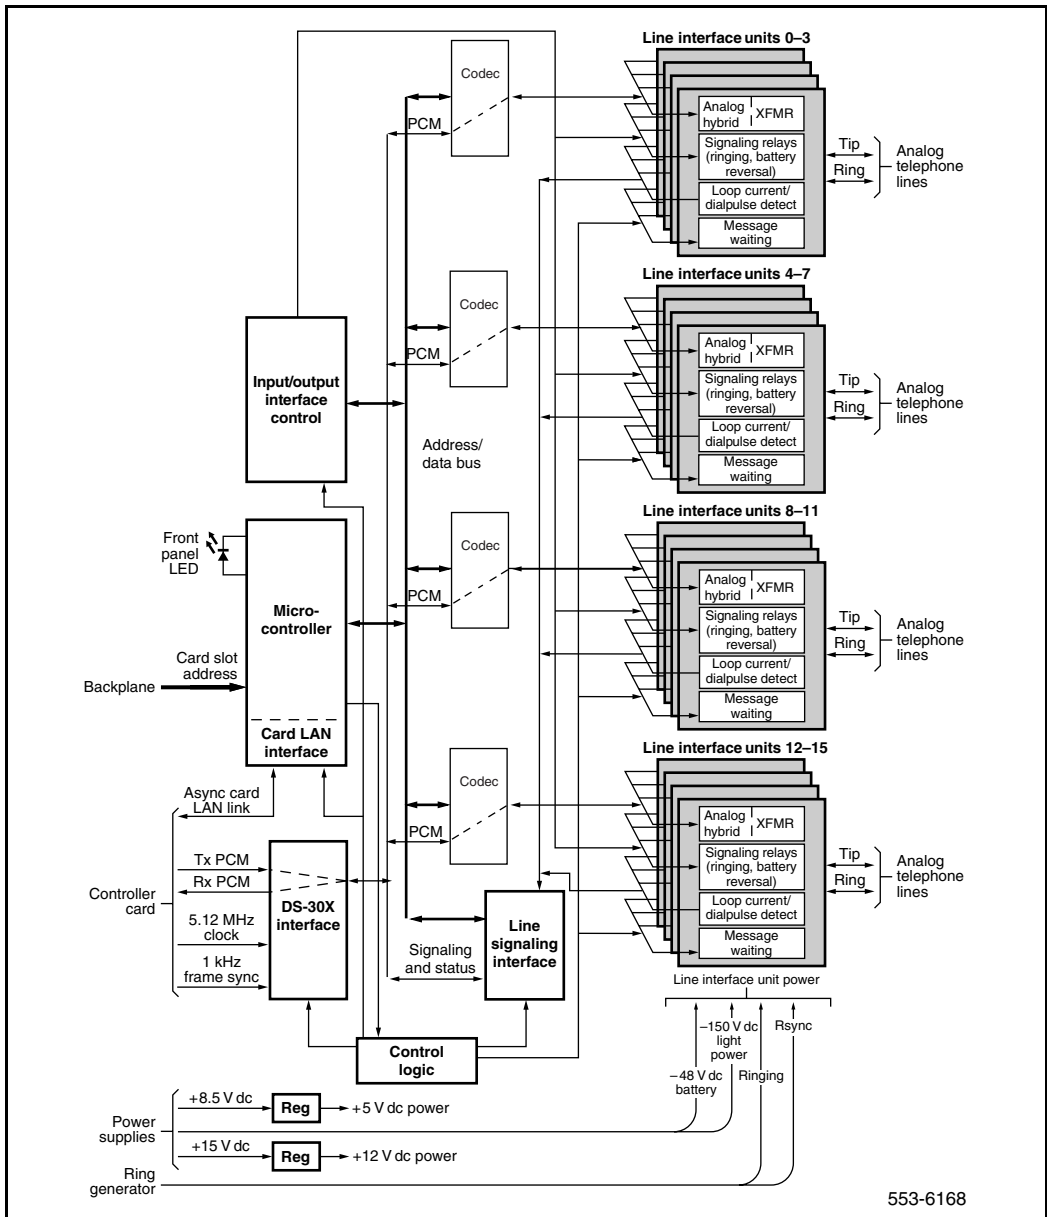 Line interface units 0–3
Codec
PCM
Analog
hybrid
XFMR
Signaling relays
(ringing, battery
reversal)
Loop current/
dialpulse detect
Message
waiting
Tip
Ring
Analog
telephone
lines
Line interface units 4–7
Codec
PCM
Analog
hybrid
XFMR
Signaling relays
(ringing, battery
reversal)
Loop current/
dialpulse detect
Message
waiting
Tip
Ring
Analog
telephone
lines
Input/output
interface
control
Address/
data bus
Line interface units 8–11
Codec
PCM
Analog
hybrid
XFMR
Signaling relays
(ringing, battery
reversal)
Loop current/
dialpulse detect
Message
waiting
Tip
Ring
Analog
telephone
lines
Front
panel
LED
Micro-
controller
Card slot
address
Backplane
Card LAN
interface
Line interface units 12–15
Codec
PCM
Analog
hybrid
XFMR
Signaling relays
(ringing, battery
reversal)
Loop current/
dialpulse detect
Message
waiting
Tip
Ring
Analog
telephone
lines
Async card
LAN link
Tx PCM
Rx PCM
Controller
card
5.12 MHz
clock
1 kHz
frame sync
DS-30X
interface
Signaling
and status
Line
signaling
interface
Control
logic
Line interface unit power
–48 V dc
battery
–150 V dc
light
power
Ringing
Rsync
Power
supplies
+8.5 V dc
Reg
+5 V dc power
+15 V dc
Reg
+12 V dc power
Ring
generator
553-6168